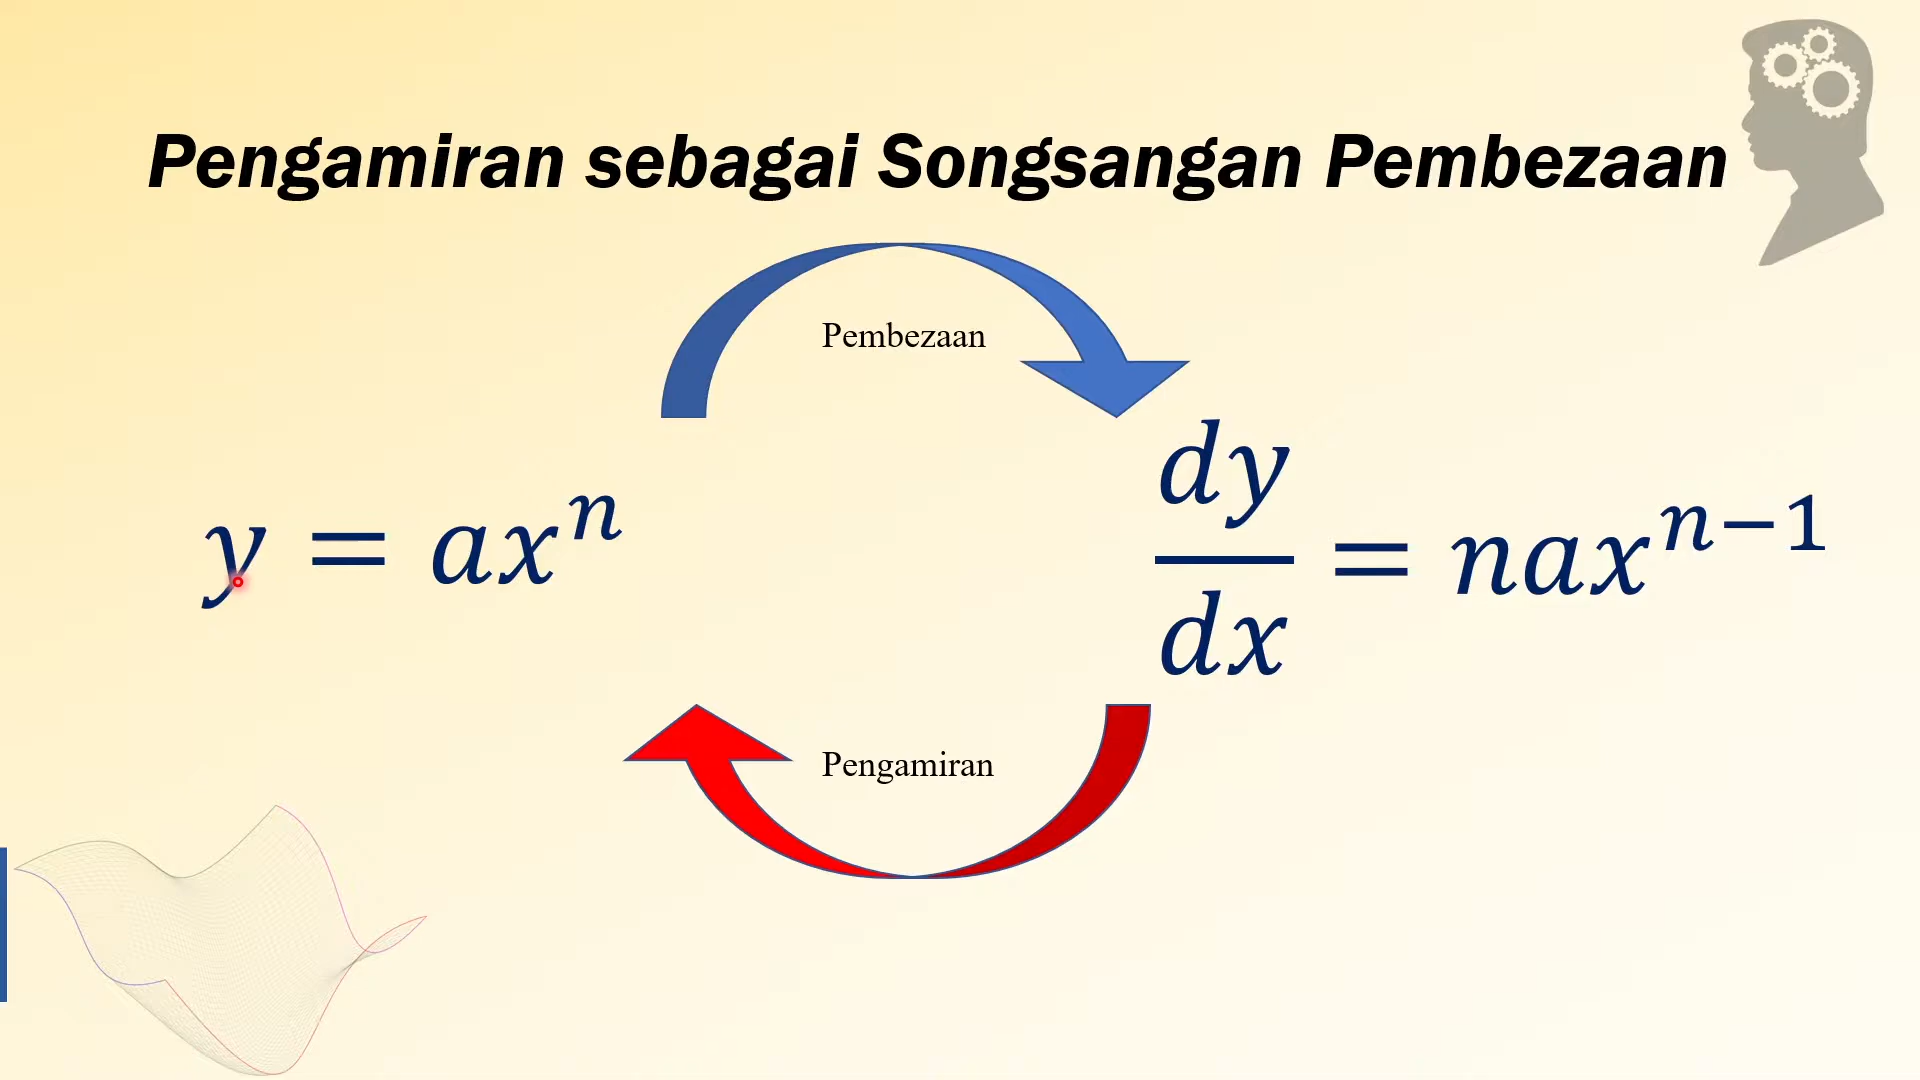 Pengamiran sebagai Songsangan Pembezaan
Pembezaan
y = ax^n
dy/dx = nax^{n−1}
Pengamiran